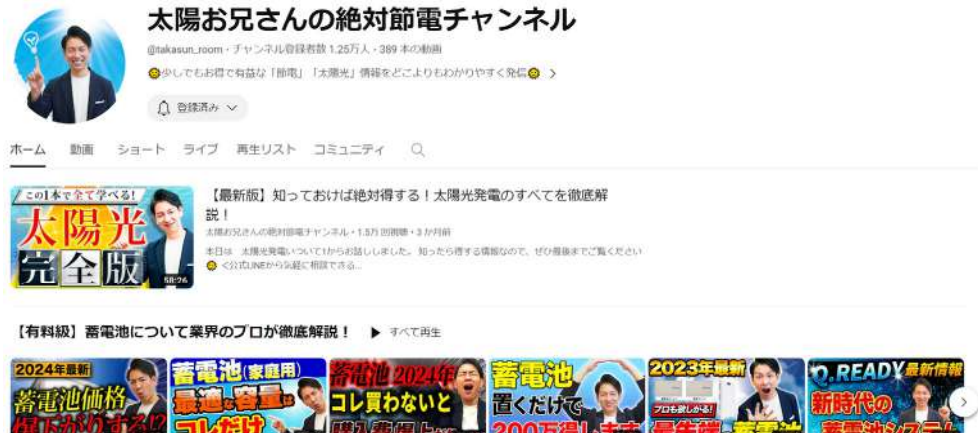 太陽お兄さんの絶対節電チャンネル
@takasun_room・チャンネル登録者数 1.25万人・389 本の動画
少しでもお得で有益な「節電」「太陽光」情報をどこよりもわかりやすく発信
登録済み
ホーム 動画 ショート ライブ 再生リスト コミュニティ
この1本で全て学べる!
太陽光
完全版
58:26
【最新版】知っておけば絶対得する！太陽光発電のすべてを徹底解
説！
太陽お兄さんの絶対節電チャンネル・1.5万 回視聴・3 か月前
本日は 太陽光発電いついて1からお話ししました。 知ったら得する情報なので、ぜひ最後までご覧ください
<公式LINEから気軽に相談できる...
【有料級】蓄電池について業界のプロが徹底解説！ ▶ すべて再生
2024年最新
蓄電池価格
爆下がりする!?
蓄電池(家庭用)
最適な容量は
コレだけ
蓄電池 2024年
コレ買わないと
蓄電池
置くだけで
200万得します
2023年最新
プロも欲しがる!
最先端 蓄電池
Q.READY最新情報
新時代の
蓄電池システム